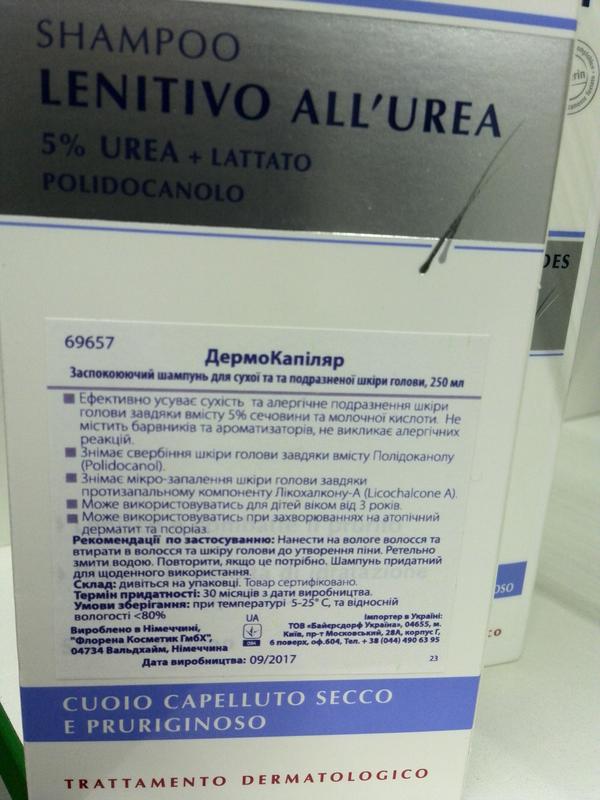 SHAMPOO
LENITIVO ALL'UREA
5% UREA + LATTATO
POLIDOCANOLO
DES
69657
ДермоКапіляр
Заспокоюючий шампунь для сухої та та подразненої шкіри голови, 250 мл
Ефективно усуває сухість та алергічне подразнення шкіри
голови завдяки вмісту 5% сечовини та молочної кислоти. Не
містить барвників та ароматизаторів, не викликає алергічних
реакцій.
Знімає свербіння шкіри голови завдяки вмісту Полідоканолу
(Polidocanol).
Знімає мікро-запалення шкіри голови завдяки
протизапальному компоненту Лікохалкону-А (Licochalcone A).
Може використовуватись для дітей віком від 3 років.
Може використовуватись при захворюваннях на атопічний
дерматит та псоріаз.
Рекомендації по застосуванню: Нанести на вологе волосся та
втирати в волосся та шкіру голови до утворення піни. Ретельно
змити водою. Повторити, якщо це потрібно. Шампунь придатний
для щоденного використання.
Склад: дивіться на упаковці. Товар сертифіковано.
Термін придатності: 30 місяців з дати виробництва.
Умови зберігання: при температурі 5-25° С, та відносній
вологості <80%
Вироблено в Німеччині,
"Флорена Косметик ГмбХ",
04734 Вальдхайм, Німеччина
UA
Імпортер в Україні:
ТОВ «Байєрсдорф Україна», 04655, м.
Київ, пр-т Московський, 28А, корпус Г,
6 поверх, оф.604, Тел. + 38 (044) 490 63 95
Дата виробництва: 09/2017
23
CUOIO CAPELLUTO SECCO
E PRURIGINOSO
TRATTAMENTO DERMATOLOGICO
OSO
CO